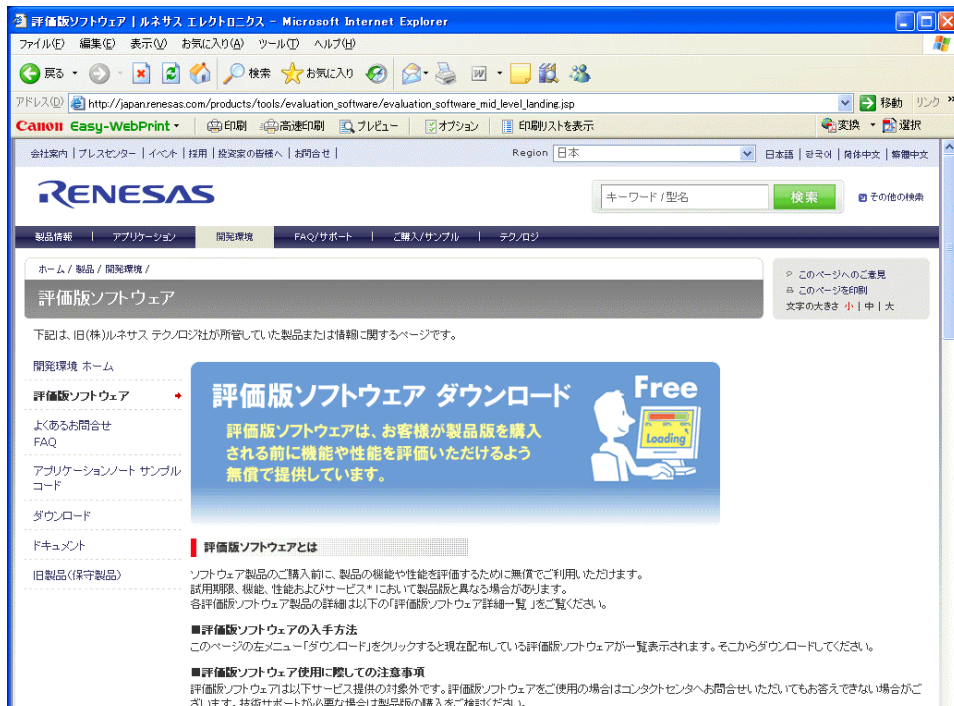 評価版ソフトウェア | ルネサス エレクトロニクス - Microsoft Internet Explorer
ファイル(F) 編集(E) 表示(V) お気に入り(A) ツール(T) ヘルプ(H)
戻る 検索 お気に入り
アドレス(D) http://japan.renesas.com/products/tools/evaluation_software/evaluation_software_mid_level_landing.jsp 移動 リンク »
Canon Easy-WebPrint 印刷 高速印刷 プレビュー オプション 印刷リストを表示 変換 選択
会社案内 | プレスセンター | イベント | 採用 | 投資家の皆様へ | お問合せ | Region 日本 日本語 | 한국어 | 简体中文 | 繁體中文
RENESAS キーワード / 型名 検索 その他の検索
製品情報 | アプリケーション 開発環境 FAQ/サポート | ご購入/サンプル | テクノロジ
ホーム / 製品 / 開発環境 /
評価版ソフトウェア
このページへのご意見
このページを印刷
文字の大きさ 小 | 中 | 大
下記は、旧(株)ルネサス テクノロジ社が所管していた製品または情報に関するページです。
開発環境 ホーム
評価版ソフトウェア
よくあるお問合せ
FAQ
アプリケーションノート サンプル
コード
ダウンロード
ドキュメント
旧製品(保守製品)
評価版ソフトウェア ダウンロード
評価版ソフトウェアは、お客様が製品版を購入
される前に機能や性能を評価いただけるよう
無償で提供しています。
Free
Loading
評価版ソフトウェアとは
ソフトウェア製品のご購入前に、製品の機能や性能を評価するために無償でご利用いただけます。
試用期限、機能、性能およびサービス*において製品版と異なる場合があります。
各評価版ソフトウェア製品の詳細は以下の「評価版ソフトウェア詳細一覧 」をご覧ください。
■評価版ソフトウェアの入手方法
このページの左メニュー「ダウンロード」をクリックすると現在配布している評価版ソフトウェアが一覧表示されます。そこからダウンロードしてください。
■評価版ソフトウェア使用に際しての注意事項
評価版ソフトウェアは以下サービス提供の対象外です。評価版ソフトウェアをご使用の場合はコンタクトセンタへお問合せいただいてもお答えできない場合がご
ざいます。技術サポートが必要な場合は製品版の購入をご検討ください。